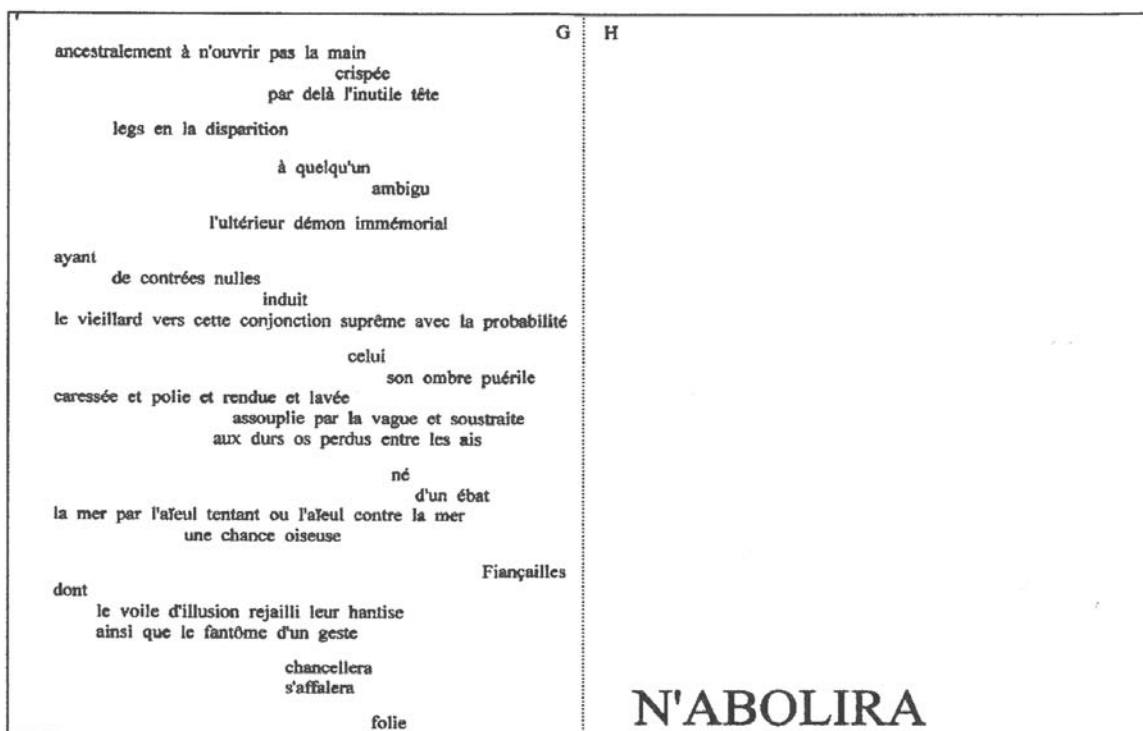 G
ancestralement à n'ouvrir pas la main
crispée
par delà l'inutile tête
legs en la disparition
à quelqu'un
ambigu
l'ultérieur démon immémorial
ayant
de contrées nulles
induit
le vieillard vers cette conjonction suprême avec la probabilité
celui
son ombre puérile
caressée et polie et rendue et lavée
assouplie par la vague et soustraite
aux durs os perdus entre les ais
né
d'un ébat
la mer par l'aïeul tentant ou l'aïeul contre la mer
une chance oiseuse
Fiançailles
dont
le voile d'illusion rejailli leur hantise
ainsi que le fantôme d'un geste
chancellera
s'affalera
folie
H
N'ABOLIRA